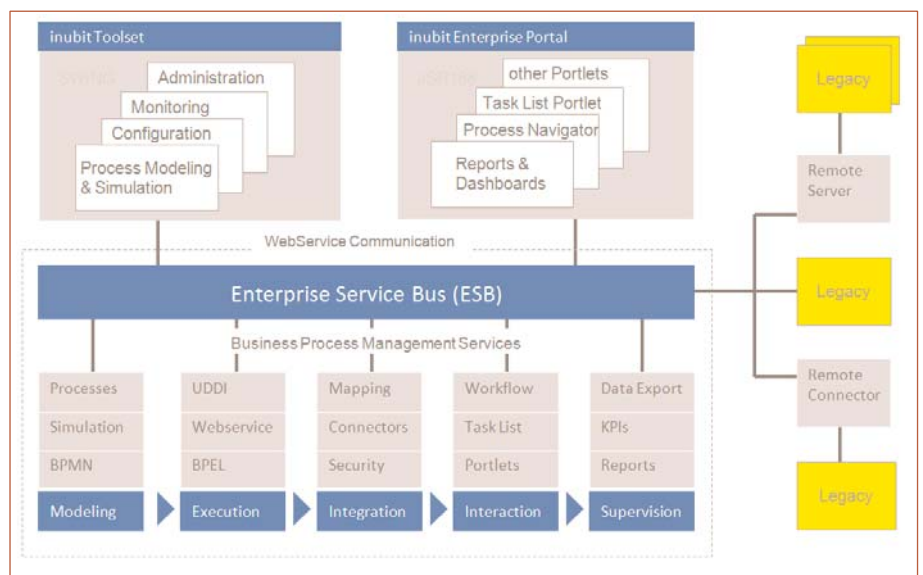 inubit Toolset
Administration
Monitoring
Configuration
Process Modeling
& Simulation
inubit Enterprise Portal
other Portlets
Task List Portlet
Process Navigator
Reports &
Dashboards
Legacy
Remote
Server
Legacy
Remote
Connector
Legacy
WebService Communication
Enterprise Service Bus (ESB)
Business Process Management Services
Processes
Simulation
BPMN
Modeling
UDDI
Webservice
BPEL
Execution
Mapping
Connectors
Security
Integration
Workflow
Task List
Portlets
Interaction
Data Export
KPIs
Reports
Supervision